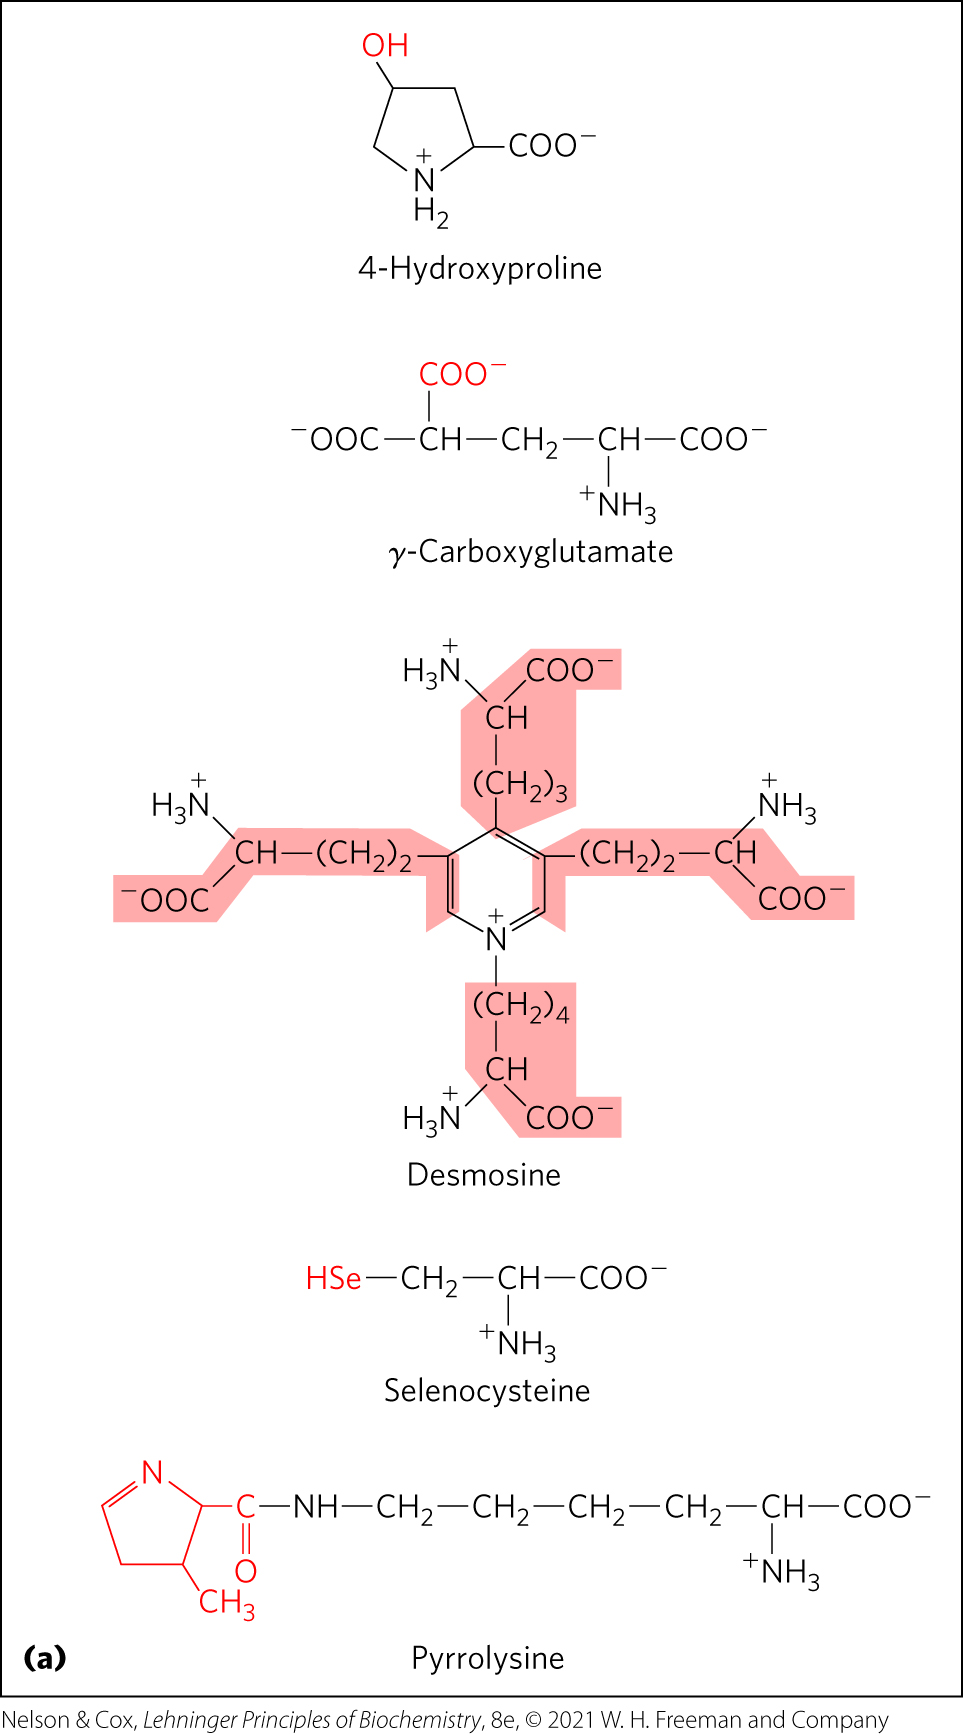 OH
COO⁻
N⁺
H₂
4-Hydroxyproline
COO⁻
⁻OOC—CH—CH₂—CH—COO⁻
⁺NH₃
γ-Carboxyglutamate
H₃N⁺ COO⁻
CH
(CH₂)₃
H₃N⁺ ⁺NH₃
CH—(CH₂)₂ (CH₂)₂—CH
⁻OOC COO⁻
N⁺
(CH₂)₄
CH
H₃N⁺ COO⁻
Desmosine
HSe—CH₂—CH—COO⁻
⁺NH₃
Selenocysteine
N
C—NH—CH₂—CH₂—CH₂—CH₂—CH—COO⁻
O ⁺NH₃
CH₃
(a) Pyrrolysine
Nelson & Cox, Lehninger Principles of Biochemistry, 8e, © 2021 W. H. Freeman and Company